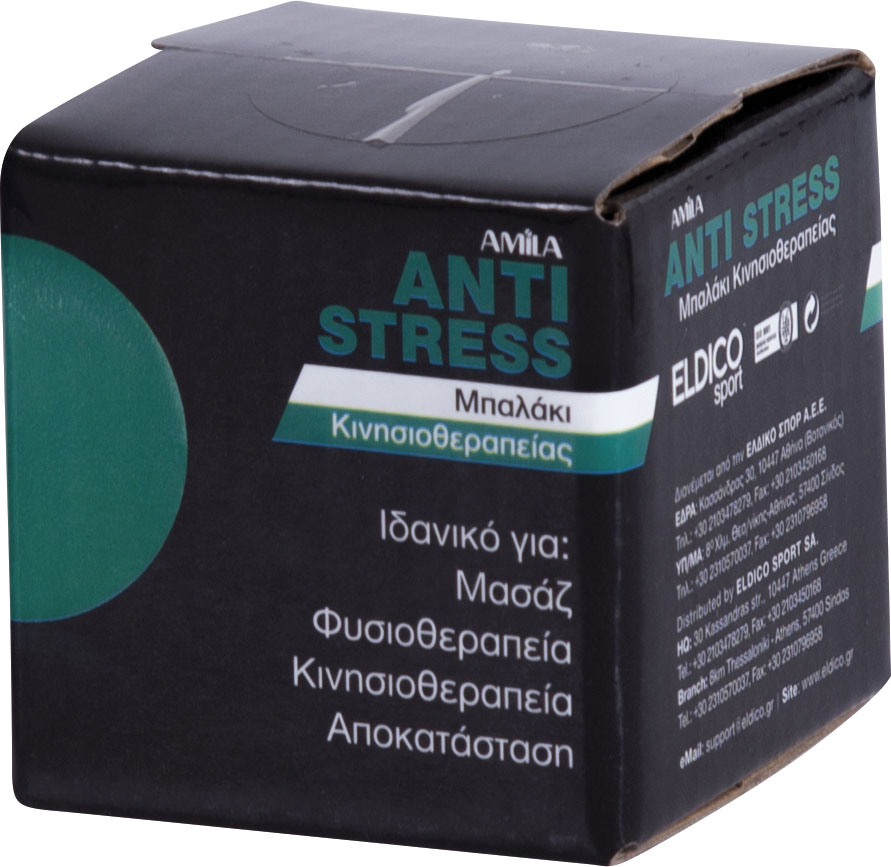 AMILA
ANTI
STRESS
Μπαλάκι
Κινησιοθεραπείας
Ιδανικό για:
Μασάζ
Φυσιοθεραπεία
Κινησιοθεραπεία
Αποκατάσταση
AMILA
ANTI STRESS
Μπαλάκι Κινησιοθεραπείας
ELDICO
sport
Διανέμεται από την ΕΛΔΙΚΟ ΣΠΟΡ Α.Ε.Ε.
ΕΔΡΑ: Κασσάνδρας 30, 10447 Αθήνα (Βοτανικός)
Τηλ.: +30 2103478279, Fax: +30 2103450168
ΥΠ/ΜΑ: 8º Χλμ. Θεσ/νίκης-Αθήνας, 57400 Σίνδος
Τηλ.: +30 2310570037, Fax: +30 2310796958
Distributed by ELDICO SPORT SA.
HQ: 30 Kassandras str., 10447 Athens Greece
Tel.: +30 2103478279, Fax: +30 2103450168
Branch: 8km Thessaloniki - Athens, 57400 Sindos
Tel.: +30 2310570037, Fax: +30 2310796958
eMail: support@eldico.gr | Site: www.eldico.gr